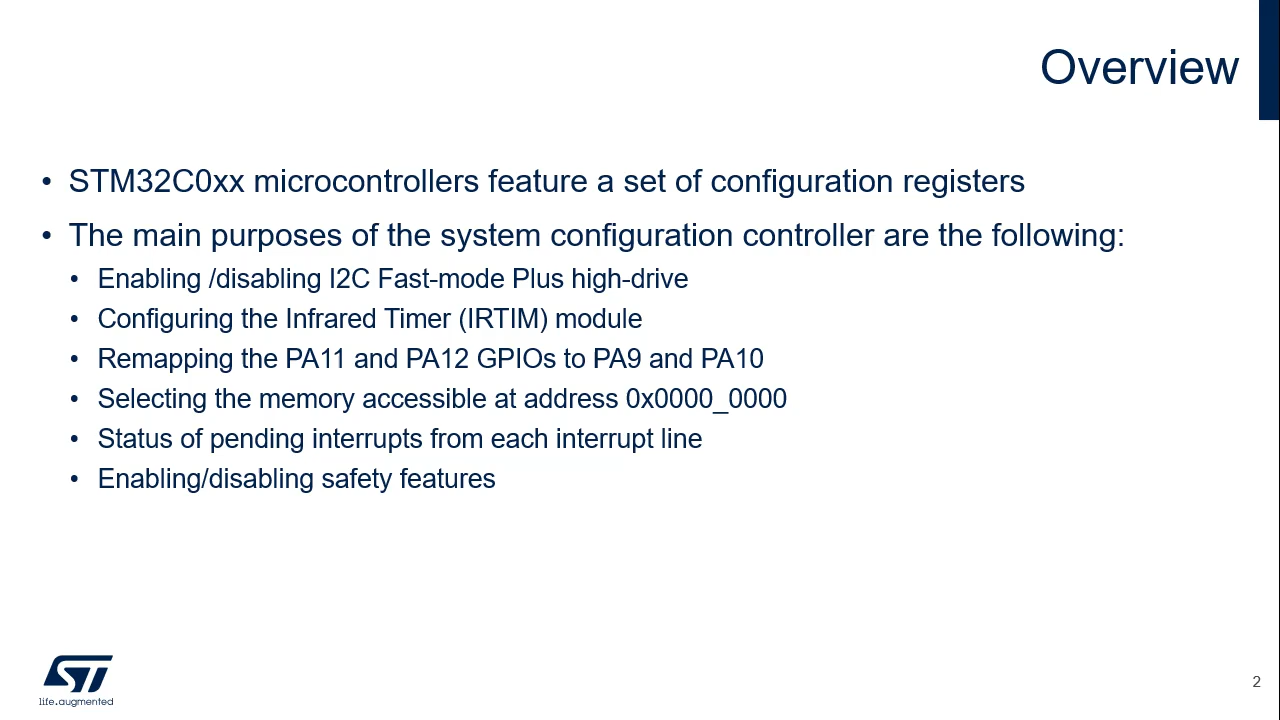 Overview
• STM32C0xx microcontrollers feature a set of configuration registers
• The main purposes of the system configuration controller are the following:
• Enabling /disabling I2C Fast-mode Plus high-drive
• Configuring the Infrared Timer (IRTIM) module
• Remapping the PA11 and PA12 GPIOs to PA9 and PA10
• Selecting the memory accessible at address 0x0000_0000
• Status of pending interrupts from each interrupt line
• Enabling/disabling safety features
ST
life.augmented
2